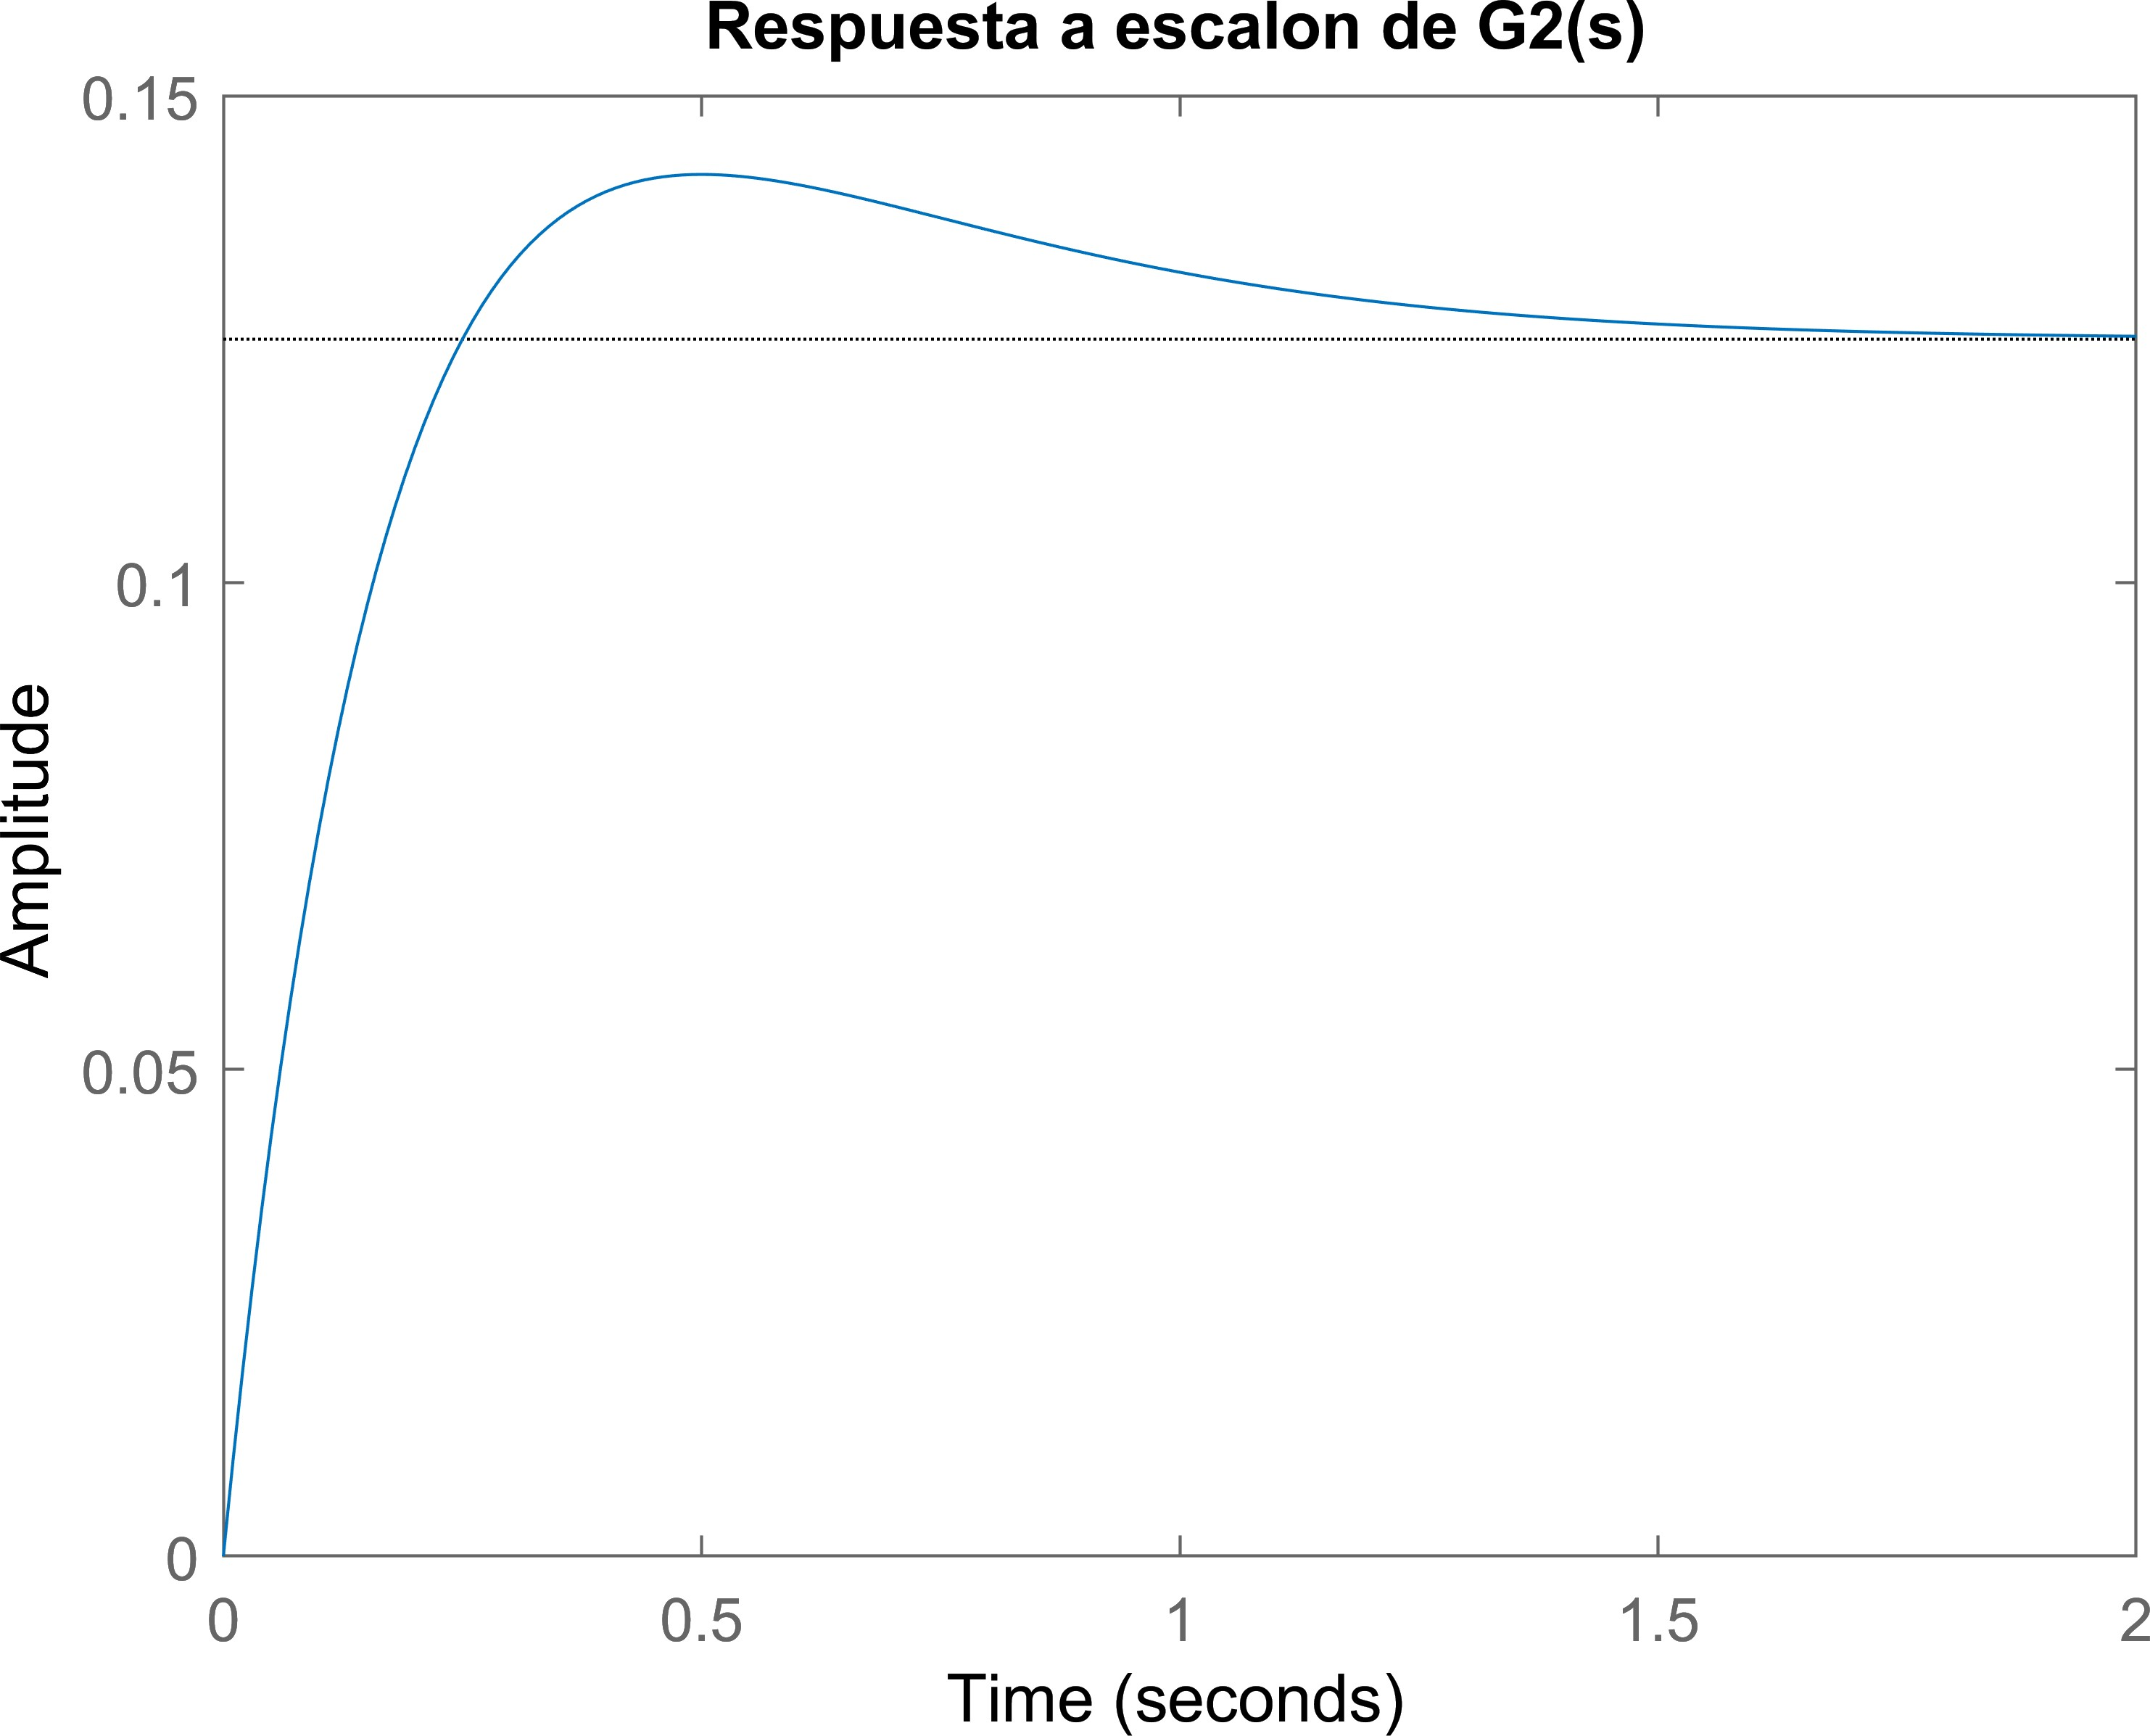 Respuesta a escalon de G2(s)
0.15
0.1
0.05
0
Amplitude
0 0.5 1 1.5 2
Time (seconds)